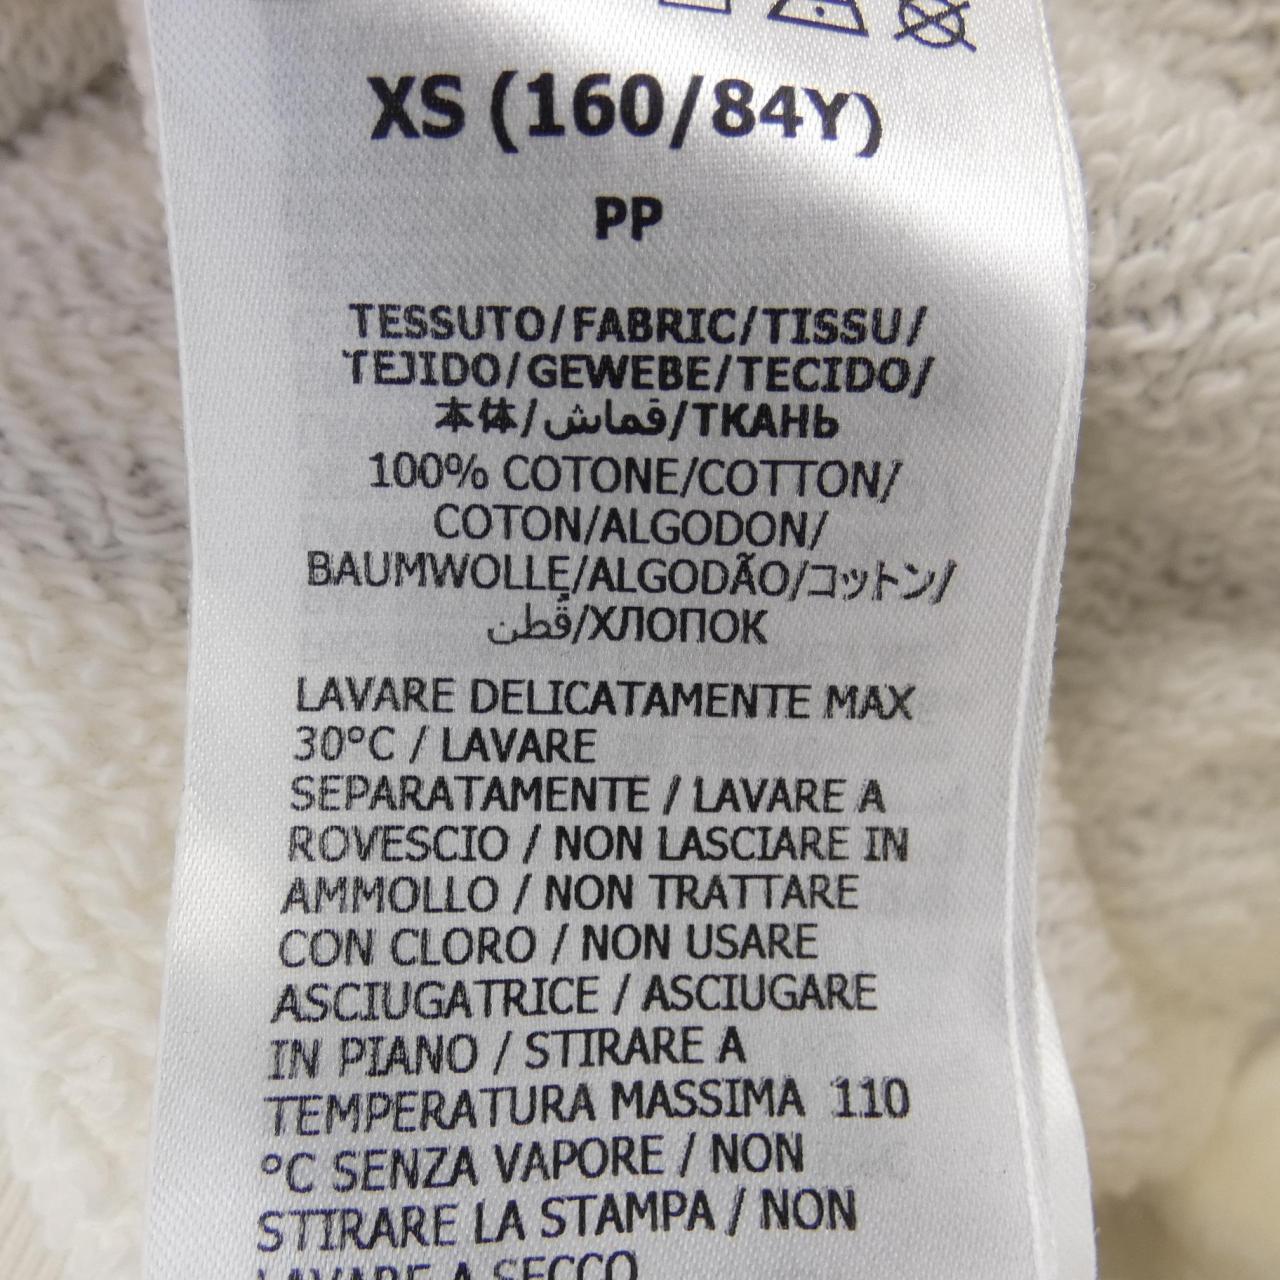 XS (160/84Y)
PP
TESSUTO/FABRIC/TISSU/
TEJIDO/GEWEBE/TECIDO/
本体/قماش/ТКАНЬ
100% COTONE/COTTON/
COTON/ALGODON/
BAUMWOLLE/ALGODÃO/コットン/
قُطن/ХЛОПОК
LAVARE DELICATAMENTE MAX
30°C / LAVARE
SEPARATAMENTE / LAVARE A
ROVESCIO / NON LASCIARE IN
AMMOLLO / NON TRATTARE
CON CLORO / NON USARE
ASCIUGATRICE / ASCIUGARE
IN PIANO / STIRARE A
TEMPERATURA MASSIMA 110
°C SENZA VAPORE / NON
STIRARE LA STAMPA / NON
LAVARE A SECCO